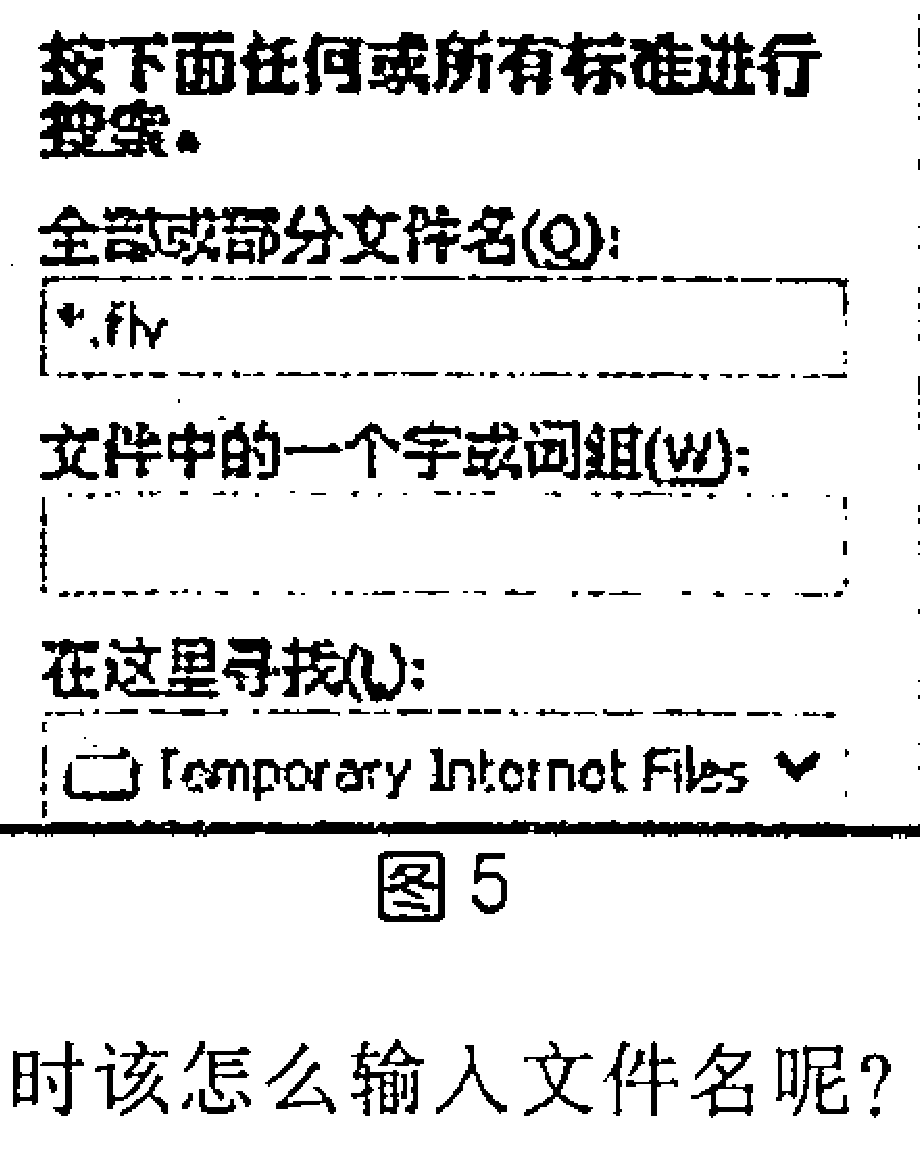 按下面任何或所有标准进行
搜索。
全部或部分文件名(O):
*.flv
文件中的一个字或词组(W):
在这里寻找(L):
Temporary Internet Files
图 5
时该怎么输入文件名呢?